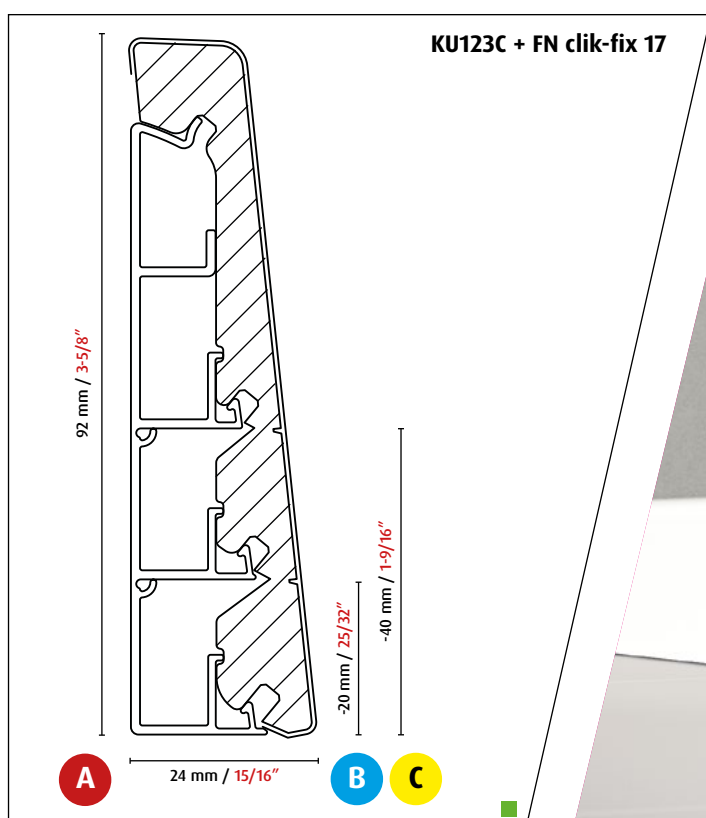 KU123C + FN clik-fix 17
92 mm / 3-5/8"
-40 mm / 1-9/16"
-20 mm / 25/32"
24 mm / 15/16"
A
B
C